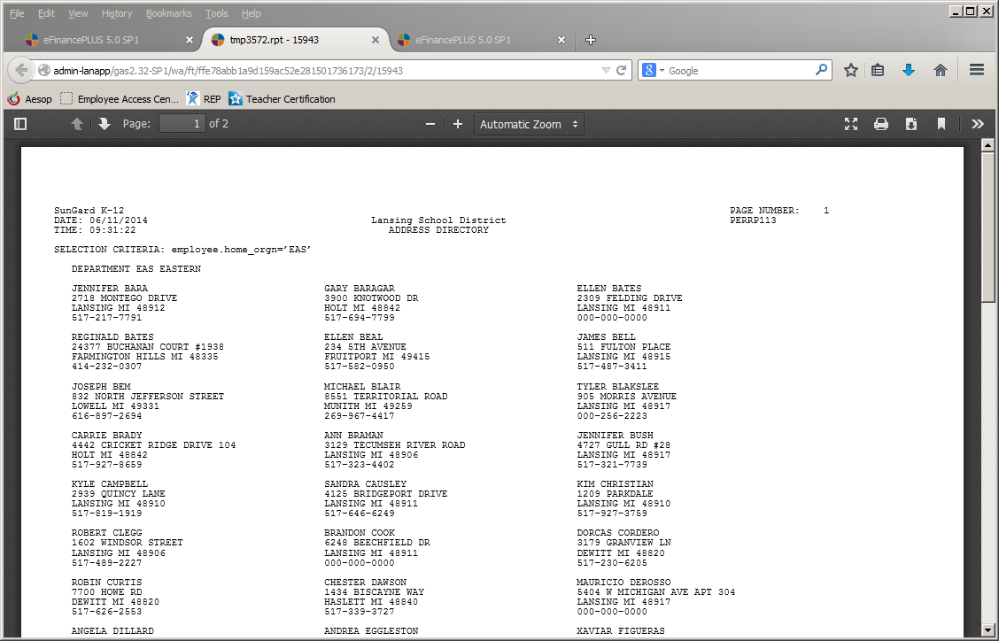 File Edit View History Bookmarks Tools Help
eFinancePLUS 5.0 SP1 tmp3572.rpt - 15943 eFinancePLUS 5.0 SP1
admin-lanapp/gas2.32-SP1/wa/ft/ffe78abb1a9d159ac52e281501736173/2/15943 Google
Aesop Employee Access Cen... REP Teacher Certification
Page: 1 of 2 Automatic Zoom
SunGard K-12 PAGE NUMBER: 1
DATE: 06/11/2014 Lansing School District PERRP113
TIME: 09:31:22 ADDRESS DIRECTORY
SELECTION CRITERIA: employee.home_orgn='EAS'
DEPARTMENT EAS EASTERN
JENNIFER BARA GARY BARAGAR ELLEN BATES
2718 MONTEGO DRIVE 3900 KNOTWOOD DR 2309 FELDING DRIVE
LANSING MI 48912 HOLT MI 48842 LANSING MI 48911
517-217-7791 517-694-7799 000-000-0000
REGINALD BATES ELLEN BEAL JAMES BELL
24377 BUCHANAN COURT #1938 234 5TH AVENUE 511 FULTON PLACE
FARMINGTON HILLS MI 48335 FRUITPORT MI 49415 LANSING MI 48915
414-232-0307 517-582-0950 517-487-3411
JOSEPH BEM MICHAEL BLAIR TYLER BLAKSLEE
832 NORTH JEFFERSON STREET 8551 TERRITORIAL ROAD 905 MORRIS AVENUE
LOWELL MI 49331 MUNITH MI 49259 LANSING MI 48917
616-897-2694 269-967-4417 000-256-2223
CARRIE BRADY ANN BRAMAN JENNIFER BUSH
4442 CRICKET RIDGE DRIVE 104 3129 TECUMSEH RIVER ROAD 4727 GULL RD #28
HOLT MI 48842 LANSING MI 48906 LANSING MI 48917
517-927-8659 517-323-4402 517-321-7739
KYLE CAMPBELL SANDRA CAUSLEY KIM CHRISTIAN
2939 QUINCY LANE 4125 BRIDGEPORT DRIVE 1209 PARKDALE
LANSING MI 48910 LANSING MI 48911 LANSING MI 48910
517-819-1919 517-646-6249 517-927-3759
ROBERT CLEGG BRANDON COOK DORCAS CORDERO
1602 WINDSOR STREET 6248 BEECHFIELD DR 3179 GRANVIEW LN
LANSING MI 48906 LANSING MI 48911 DEWITT MI 48820
517-489-2227 000-000-0000 517-230-6205
ROBIN CURTIS CHESTER DAWSON MAURICIO DEROSSO
7700 HOWE RD 1434 BISCAYNE WAY 5404 W MICHIGAN AVE APT 304
DEWITT MI 48820 HASLETT MI 48840 LANSING MI 48917
517-626-2553 517-339-3727 000-000-0000
ANGELA DILLARD ANDREA EGGLESTON XAVIAR FIGUERAS